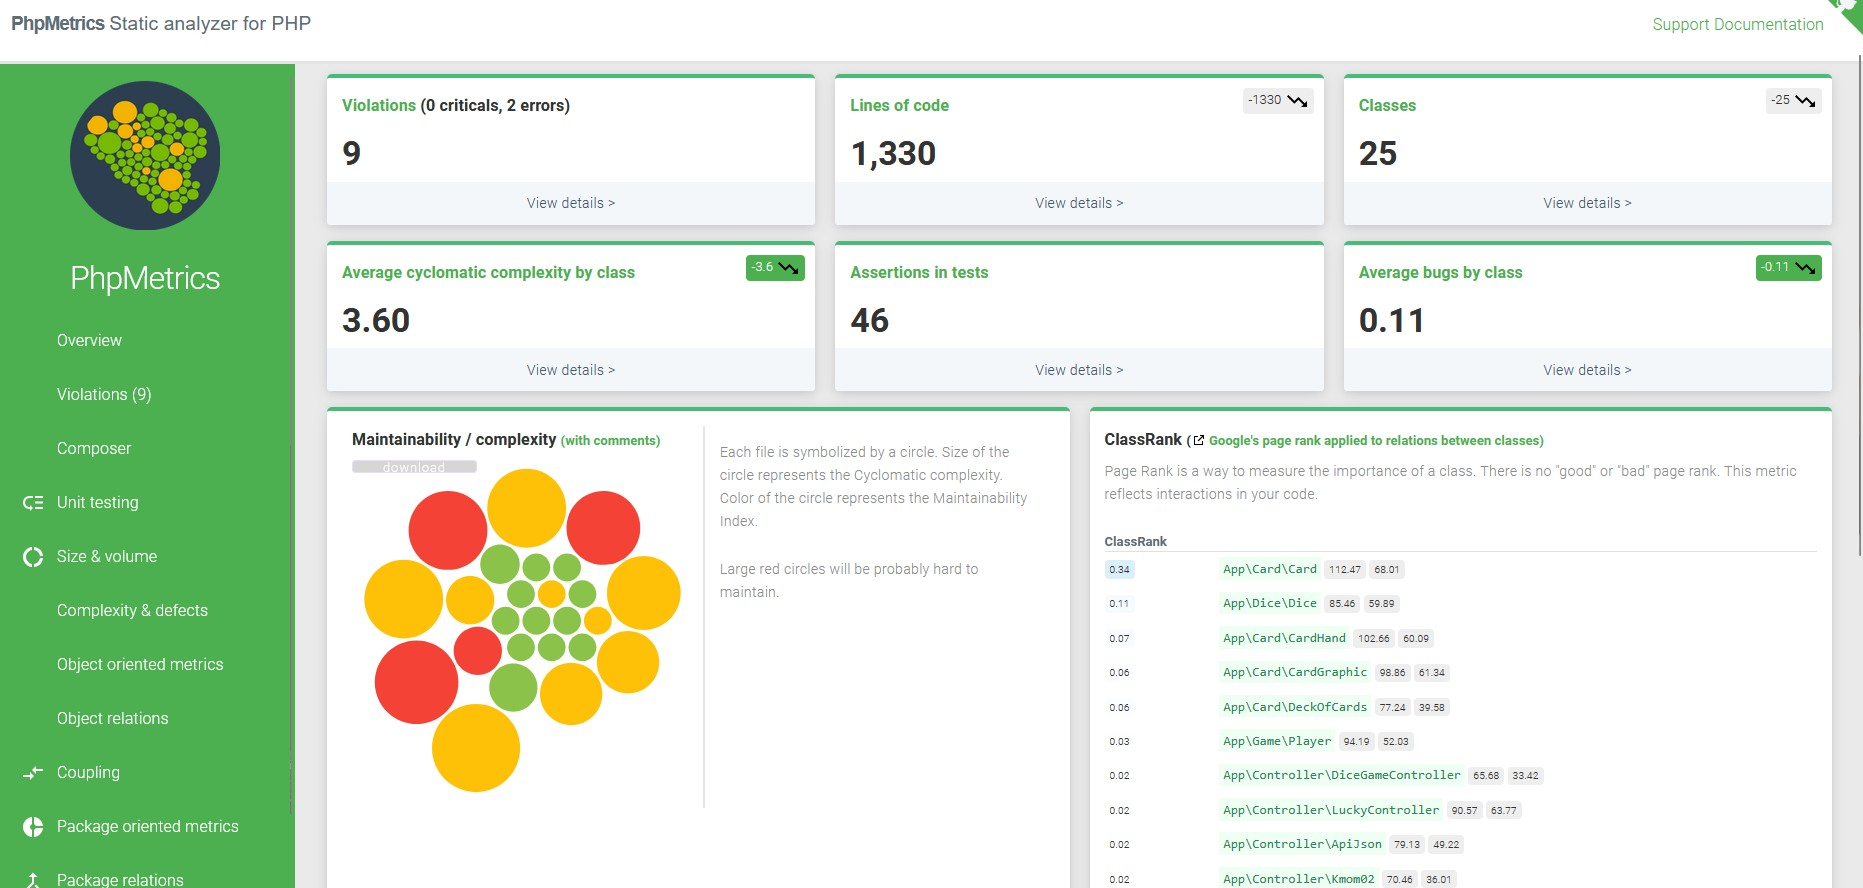 PhpMetrics Static analyzer for PHP
Support Documentation
PhpMetrics
Overview
Violations (9)
Composer
Unit testing
Size & volume
Complexity & defects
Object oriented metrics
Object relations
Coupling
Package oriented metrics
Package relations
Violations (0 criticals, 2 errors)
9
View details >
Lines of code
-1330
1,330
View details >
Classes
-25
25
View details >
Average cyclomatic complexity by class
-3.6
3.60
View details >
Assertions in tests
46
View details >
Average bugs by class
-0.11
0.11
View details >
Maintainability / complexity (with comments)
download
Each file is symbolized by a circle. Size of the
circle represents the Cyclomatic complexity.
Color of the circle represents the Maintainability
Index.
Large red circles will be probably hard to
maintain.
ClassRank ( Google's page rank applied to relations between classes)
Page Rank is a way to measure the importance of a class. There is no "good" or "bad" page rank. This metric
reflects interactions in your code.
ClassRank
0.34 App\Card\Card 112.47 68.01
0.11 App\Dice\Dice 85.46 59.89
0.07 App\Card\CardHand 102.66 60.09
0.06 App\Card\CardGraphic 98.86 61.34
0.06 App\Card\DeckOfCards 77.24 39.58
0.03 App\Game\Player 94.19 52.03
0.02 App\Controller\DiceGameController 65.68 33.42
0.02 App\Controller\LuckyController 90.57 63.77
0.02 App\Controller\ApiJson 79.13 49.22
0.02 App\Controller\Kmom02 70.46 36.01